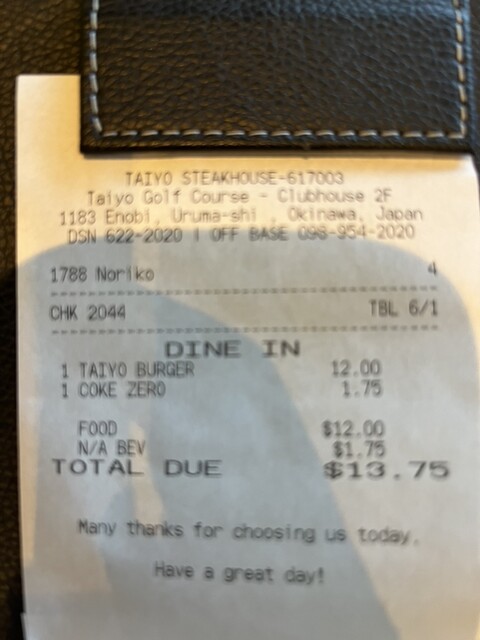 TAIYO STEAKHOUSE-617003
Taiyo Golf Course - Clubhouse 2F
1183 Enobi, Uruma-shi , Okinawa, Japan
DSN 622-2020 | OFF BASE 098-954-2020
1788 Noriko 4
CHK 2044 TBL 6/1
DINE IN
1 TAIYO BURGER 12.00
1 COKE ZERO 1.75
FOOD $12.00
N/A BEV $1.75
TOTAL DUE $13.75
Many thanks for choosing us today.
Have a great day!